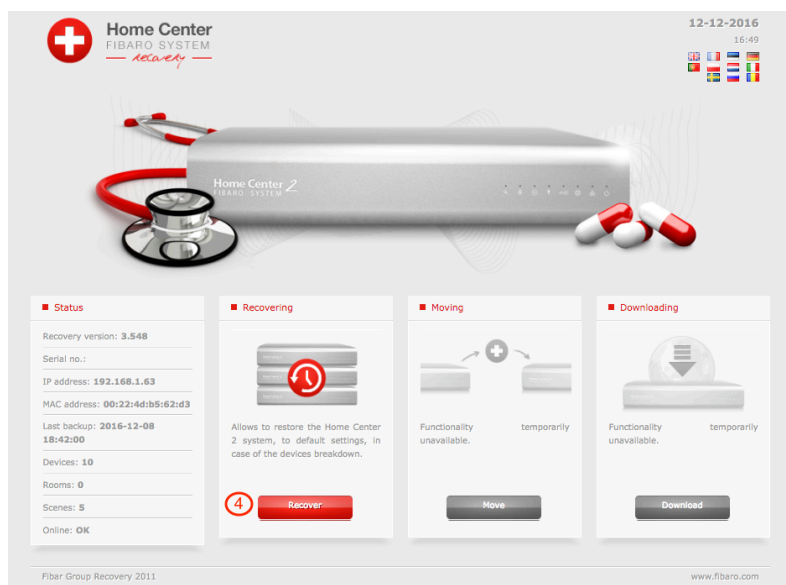 Home Center
FIBARO SYSTEM
recovery
12-12-2016
16:49
Home Center 2
FIBARO SYSTEM
Status
Recovery version: 3.548
Serial no.:
IP address: 192.168.1.63
MAC address: 00:22:4d:b5:62:d3
Last backup: 2016-12-08
18:42:00
Devices: 10
Rooms: 0
Scenes: 5
Online: OK
Recovering
Allows to restore the Home Center
2 system, to default settings, in
case of the devices breakdown.
4
Recover
Moving
Functionality temporarily
unavailable.
Move
Downloading
Functionality temporarily
unavailable.
Download
Fibar Group Recovery 2011
www.fibaro.com